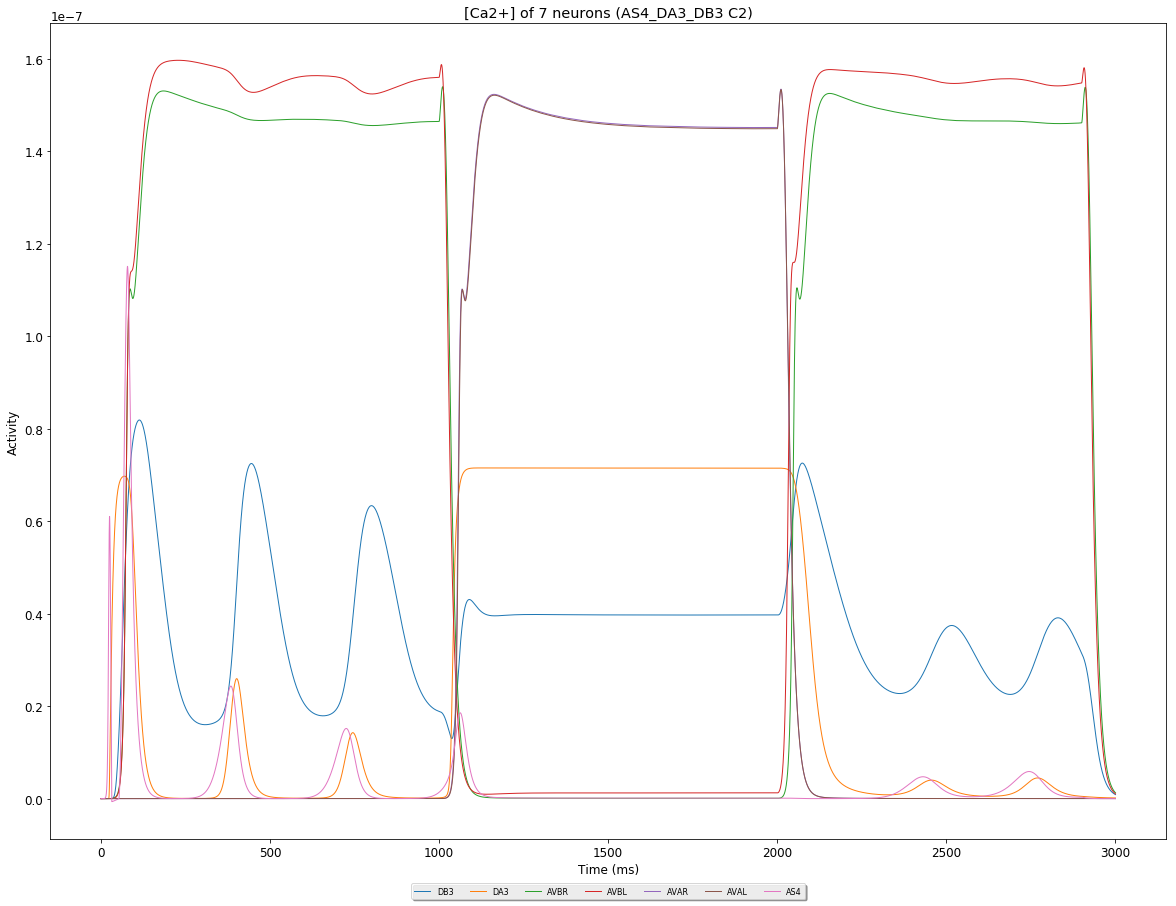 [Ca2+] of 7 neurons (AS4_DA3_DB3 C2)
1e−7
1.6
1.4
1.2
1.0
0.8
0.6
0.4
0.2
0.0
Activity
0 500 1000 1500 2000 2500 3000
Time (ms)
DB3 DA3 AVBR AVBL AVAR AVAL AS4